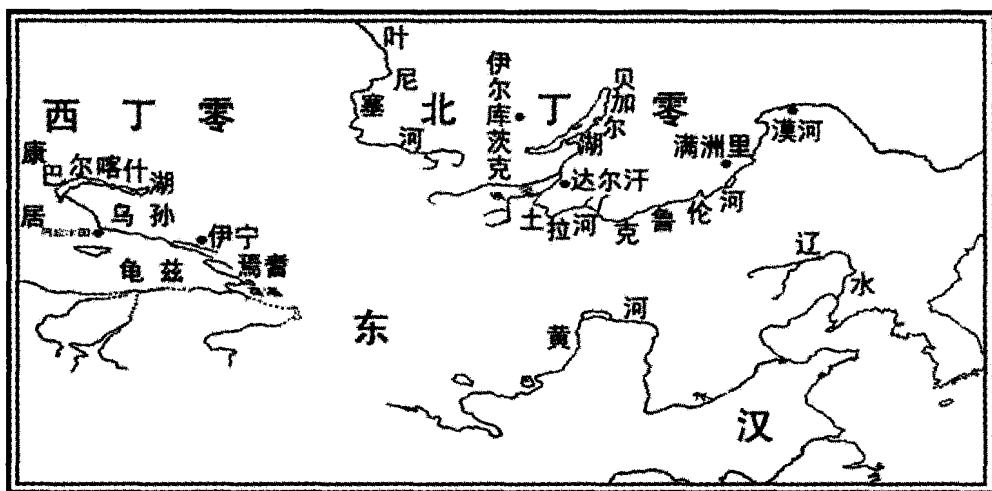 叶尼塞河
伊尔库茨克
贝加尔湖
西丁零
北丁零
漠河
满洲里
康居
巴尔喀什湖
达尔汗
乌孙
土拉河
克鲁伦河
伊宁
焉耆
龟兹
辽水
东汉
黄河